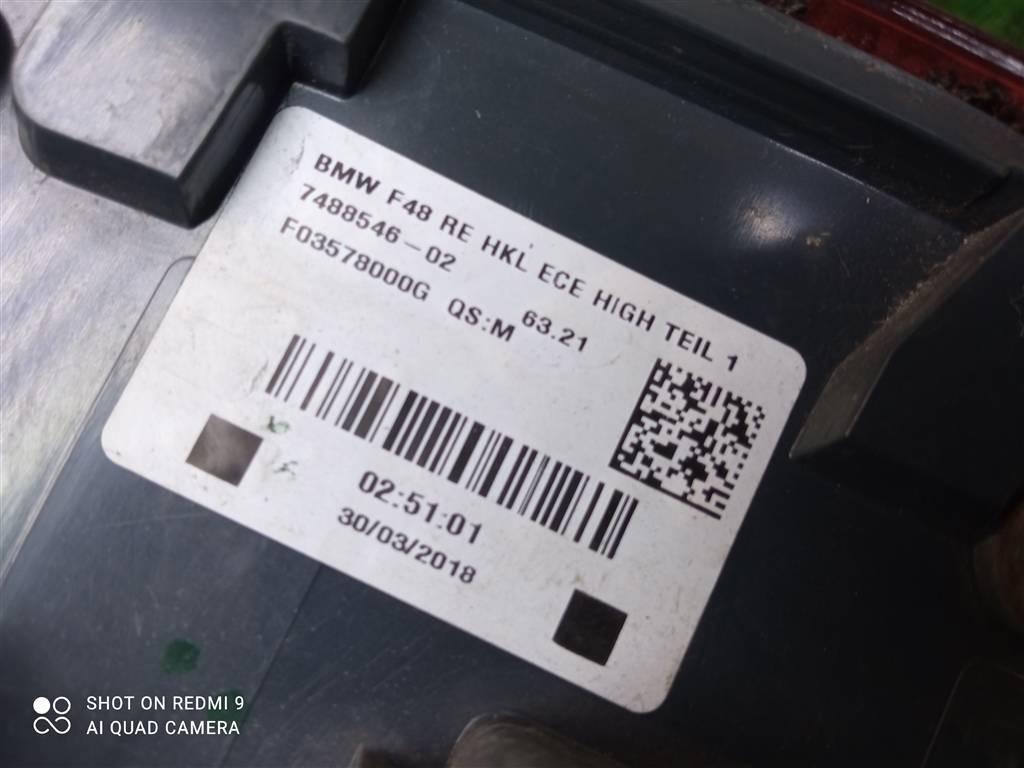 BMW F48 RE HKL ECE HIGH TEIL 1
7488546-02 63.21
F03578000G QS:M
02:51:01
30/03/2018
SHOT ON REDMI 9
AI QUAD CAMERA